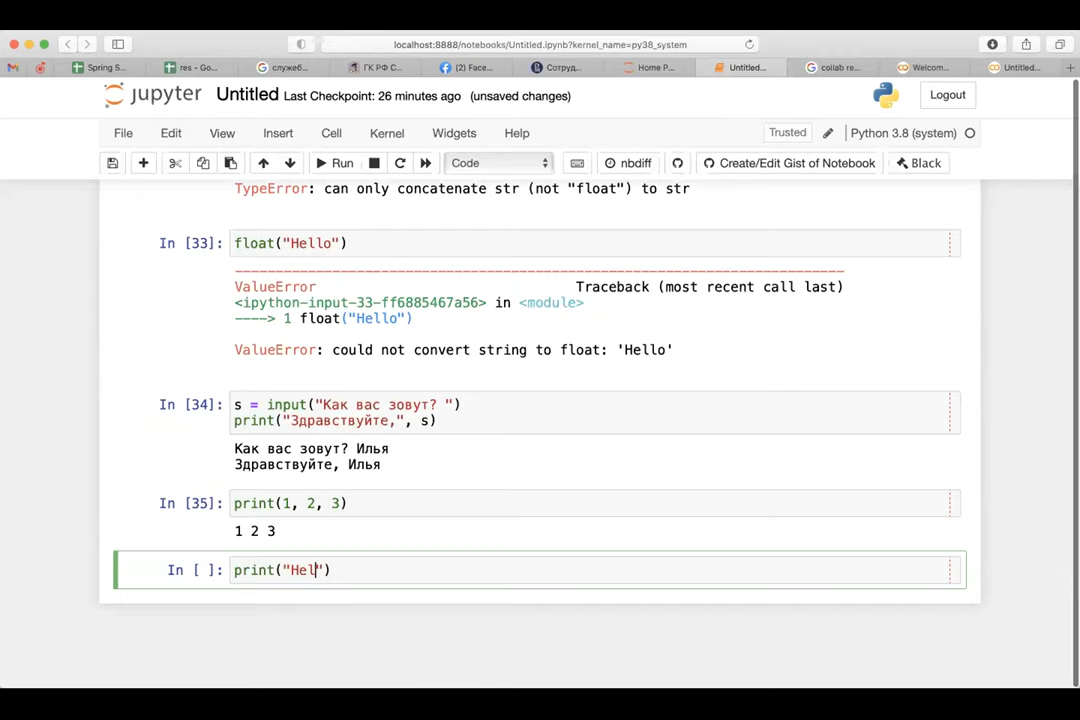 localhost:8888/notebooks/Untitled.ipynb?kernel_name=py38_system
Spring S...
res - Go...
служеб...
ГК РФ С...
(2) Face...
Сотруд...
Home P...
Untitled...
collab re...
Welcom...
Untitled...
jupyter Untitled Last Checkpoint: 26 minutes ago (unsaved changes)
Logout
File Edit View Insert Cell Kernel Widgets Help
Trusted Python 3.8 (system)
Run Code nbdiff Create/Edit Gist of Notebook Black
TypeError: can only concatenate str (not "float") to str
In [33]: float("Hello")
---------------------------------------------------------------------------
ValueError Traceback (most recent call last)
<ipython-input-33-ff6885467a56> in <module>
----> 1 float("Hello")
ValueError: could not convert string to float: 'Hello'
In [34]: s = input("Как вас зовут? ")
print("Здравствуйте,", s)
Как вас зовут? Илья
Здравствуйте, Илья
In [35]: print(1, 2, 3)
1 2 3
In [ ]: print("Hel")